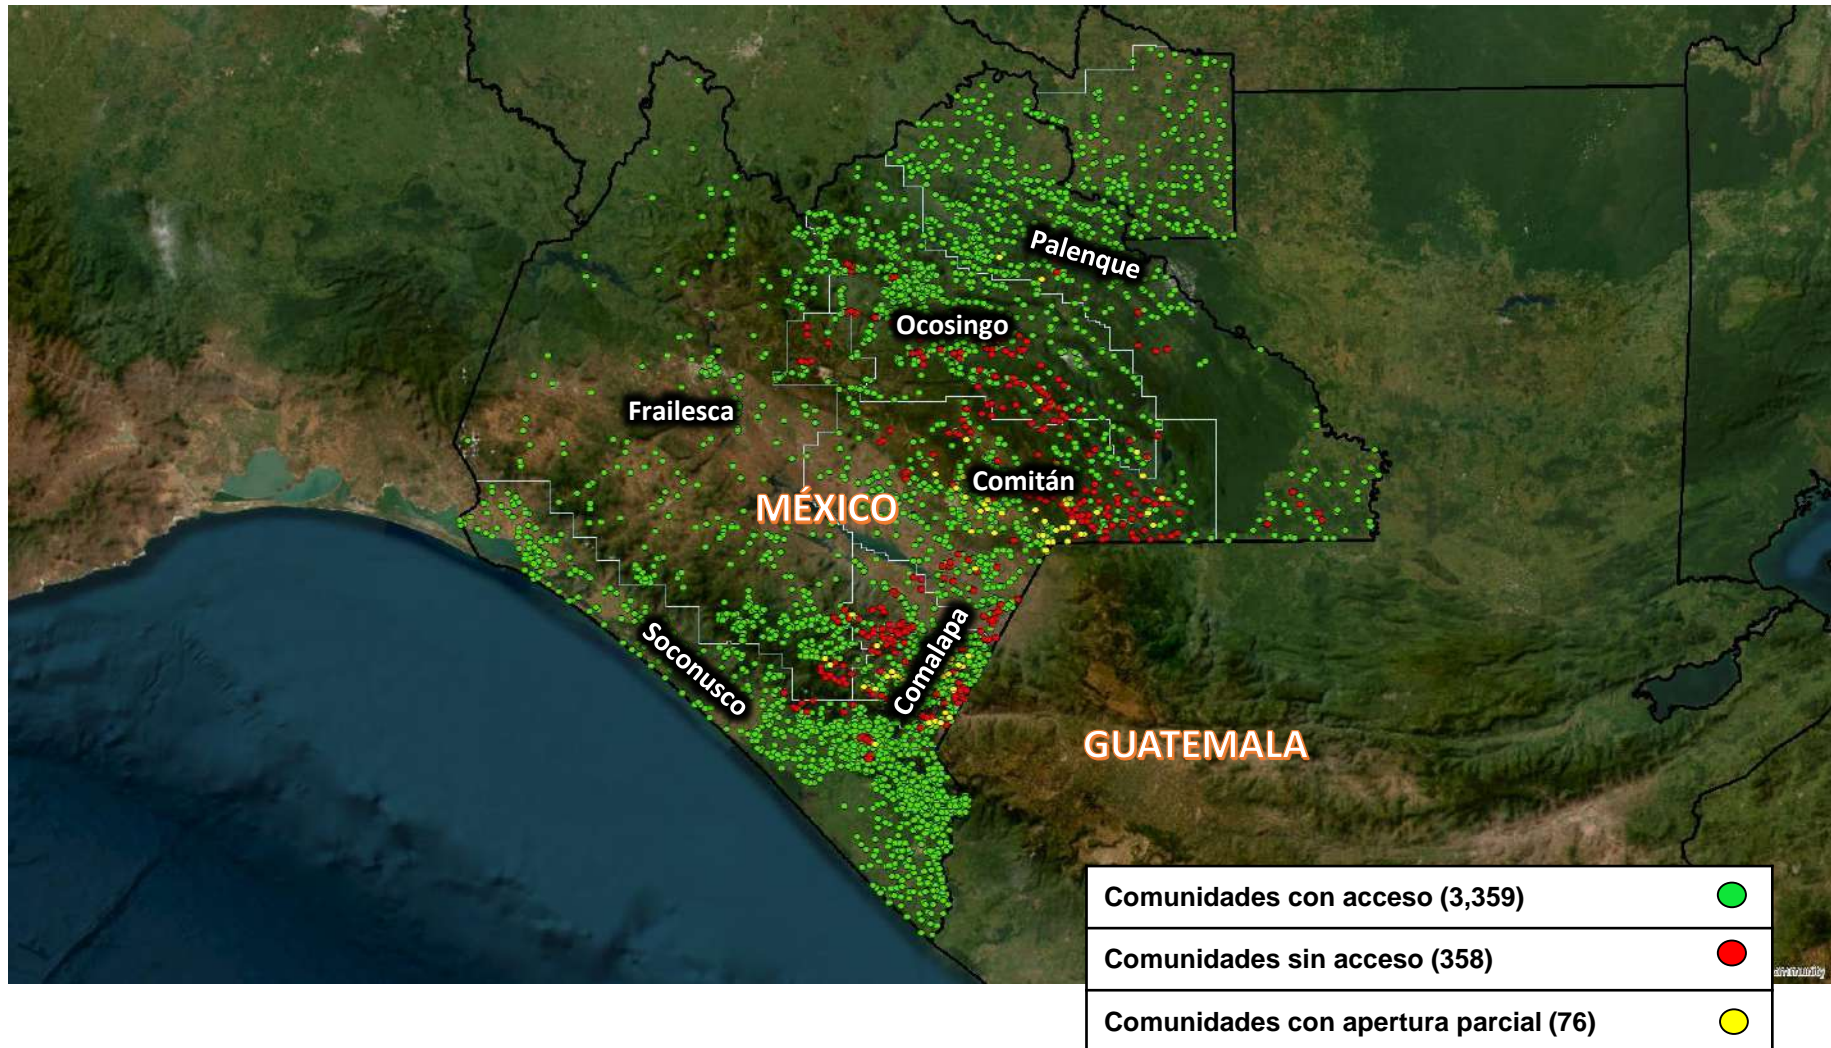 Palenque
Ocosingo
Frailesca
Comitán
MÉXICO
Soconusco
Comalapa
GUATEMALA
Comunidades con acceso (3,359)
Comunidades sin acceso (358)
Comunidades con apertura parcial (76)